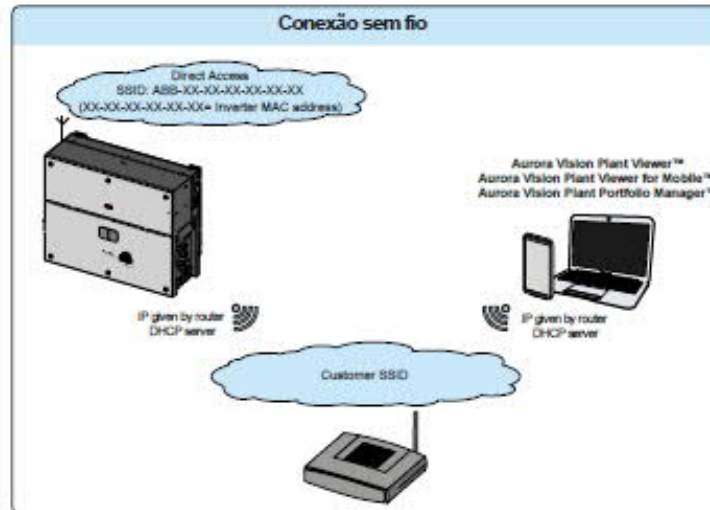 Conexão sem fio
Direct Access
SSID: ABB-XX-XX-XX-XX-XX-XX
(XX-XX-XX-XX-XX-XX= Inverter MAC address)
Aurora Vision Plant Viewer™
Aurora Vision Plant Viewer for Mobile™
Aurora Vision Plant Portfolio Manager™
IP given by router
DHCP server
IP given by router
DHCP server
Customer SSID